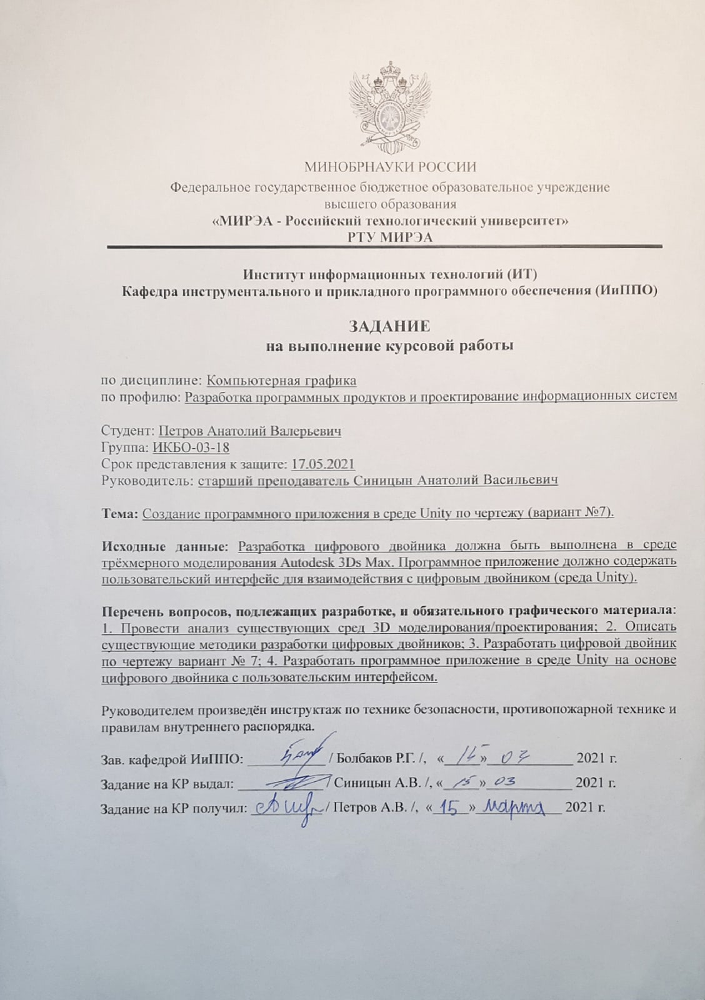 МИНОБРНАУКИ РОССИИ
Федеральное государственное бюджетное образовательное учреждение
высшего образования
«МИРЭА - Российский технологический университет»
РТУ МИРЭА
Институт информационных технологий (ИТ)
Кафедра инструментального и прикладного программного обеспечения (ИиППО)
ЗАДАНИЕ
на выполнение курсовой работы
по дисциплине: Компьютерная графика
по профилю: Разработка программных продуктов и проектирование информационных систем
Студент: Петров Анатолий Валерьевич
Группа: ИКБО-03-18
Срок представления к защите: 17.05.2021
Руководитель: старший преподаватель Синицын Анатолий Васильевич
Тема: Создание программного приложения в среде Unity по чертежу (вариант №7).
Исходные данные: Разработка цифрового двойника должна быть выполнена в среде
трёхмерного моделирования Autodesk 3Ds Max. Программное приложение должно содержать
пользовательский интерфейс для взаимодействия с цифровым двойником (среда Unity).
Перечень вопросов, подлежащих разработке, и обязательного графического материала:
1. Провести анализ существующих сред 3D моделирования/проектирования; 2. Описать
существующие методики разработки цифровых двойников; 3. Разработать цифровой двойник
по чертежу вариант № 7; 4. Разработать программное приложение в среде Unity на основе
цифрового двойника с пользовательским интерфейсом.
Руководителем произведён инструктаж по технике безопасности, противопожарной технике и
правилам внутреннего распорядка.
Зав. кафедрой ИиППО: / Болбаков Р.Г. /, « 15 » 03 2021 г.
Задание на КР выдал: / Синицын А.В. /, « 15 » 03 2021 г.
Задание на КР получил: / Петров А.В. /, « 15 » марта 2021 г.